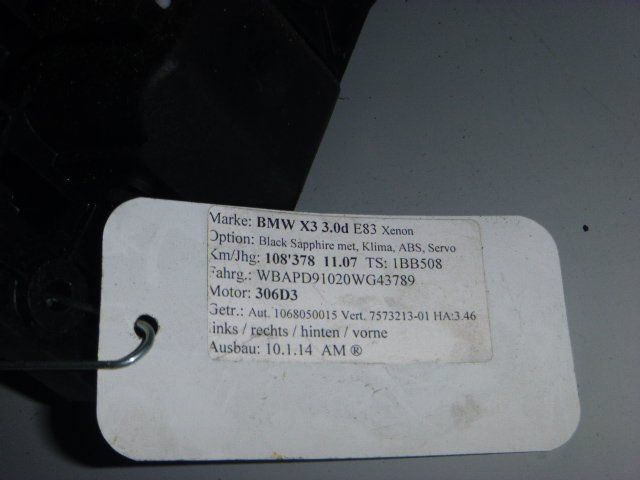 Marke: BMW X3 3.0d E83 Xenon
Option: Black Sapphire met, Klima, ABS, Servo
Km/Jhg: 108'378 11.07 TS: 1BB508
Fahrg.: WBAPD91020WG43789
Motor: 306D3
Getr.: Aut. 1068050015 Vert. 7573213-01 HA:3.46
links / rechts / hinten / vorne
Ausbau: 10.1.14 AM ®